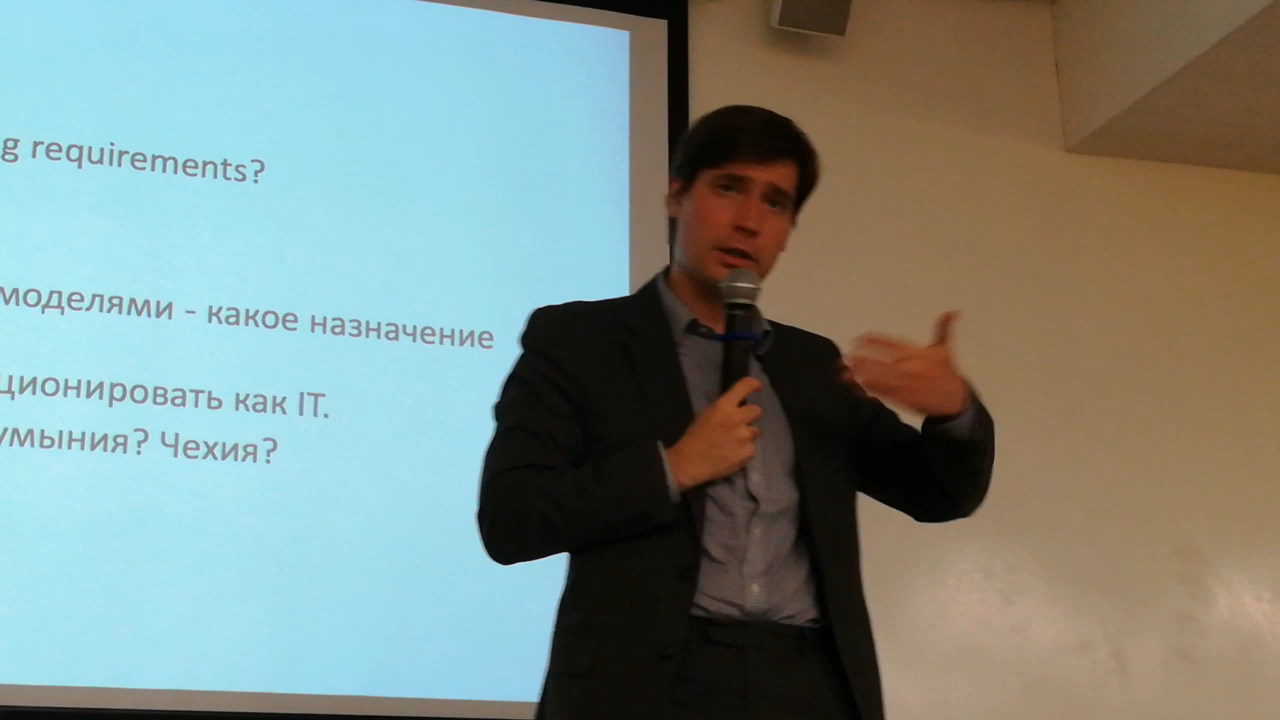 g requirements?
моделями - какое назначение
ционировать как IT.
умыния? Чехия?